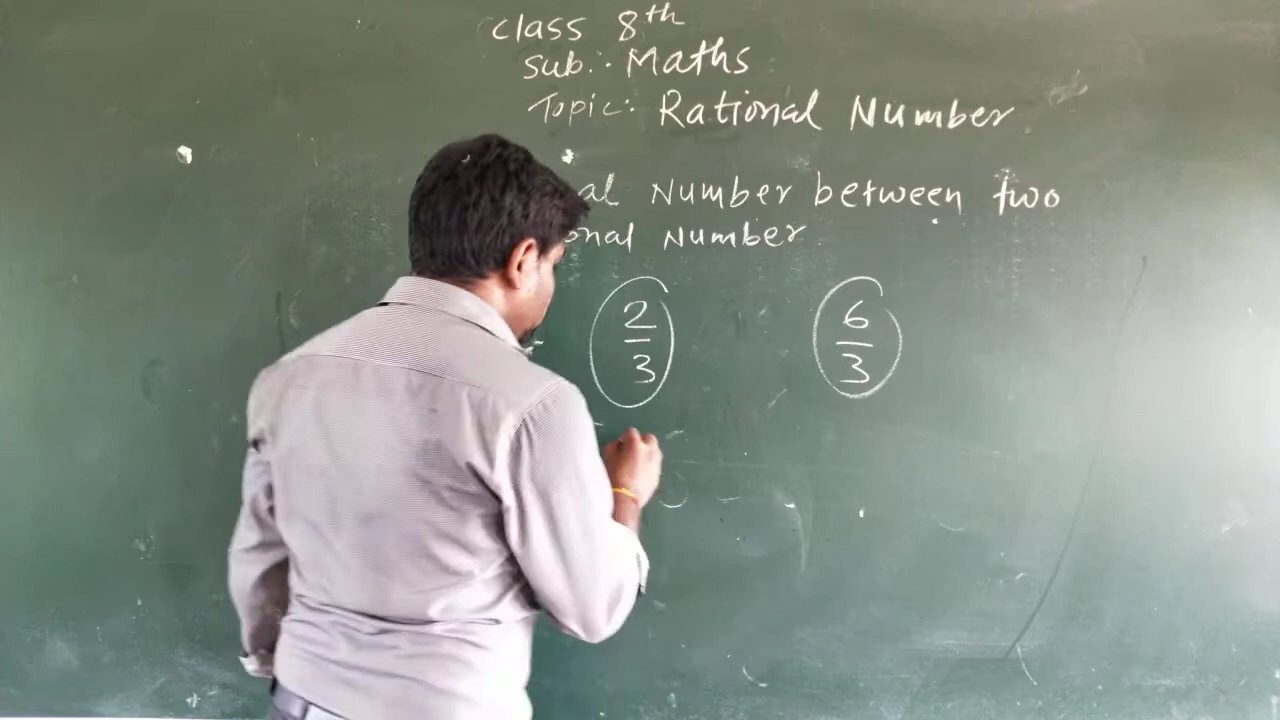 Class 8th
Sub.:- Maths
Topic:- Rational Number
al Number between two
onal Number
2/3 6/3